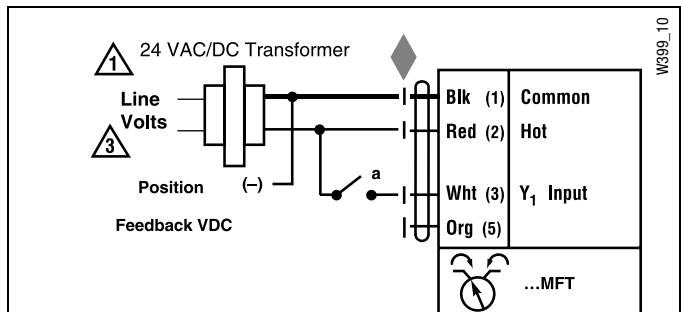 W399_10
1 24 VAC/DC Transformer
Line
Volts
3
Blk (1) Common
Red (2) Hot
Position (–)
a
Wht (3) Y1 Input
Feedback VDC
Org (5)
...MFT